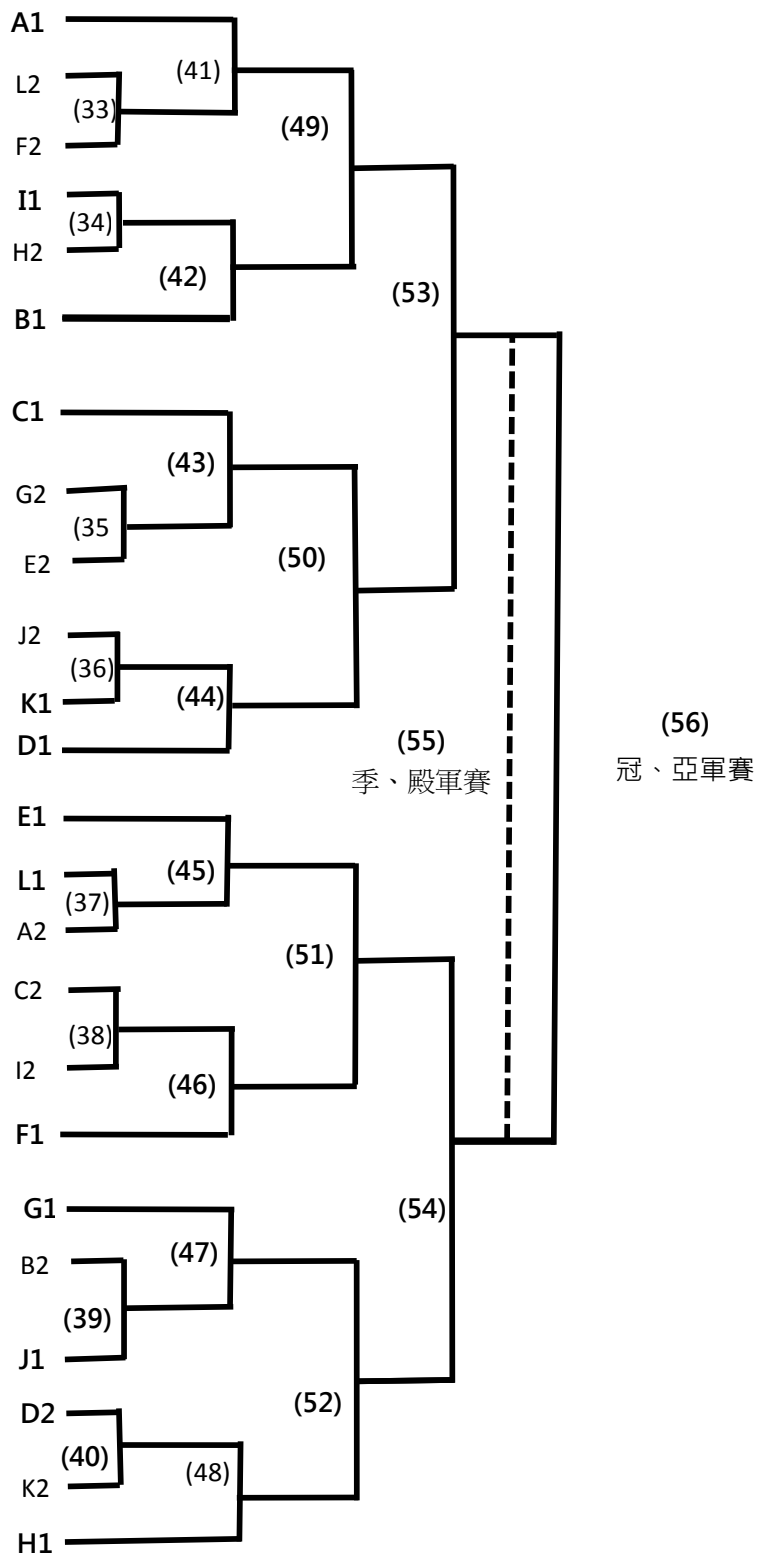 A1
(41)
L2
(33)
(49)
F2
I1
(34)
H2
(42)
(53)
B1
C1
(43)
G2
(35
(50)
E2
J2
(36)
K1
(44)
D1
(55)
季、殿軍賽
(56)
冠、亞軍賽
E1
(45)
L1
(37)
A2
(51)
C2
(38)
I2
(46)
F1
G1
(54)
(47)
B2
(39)
J1
(52)
D2
(40)
(48)
K2
H1